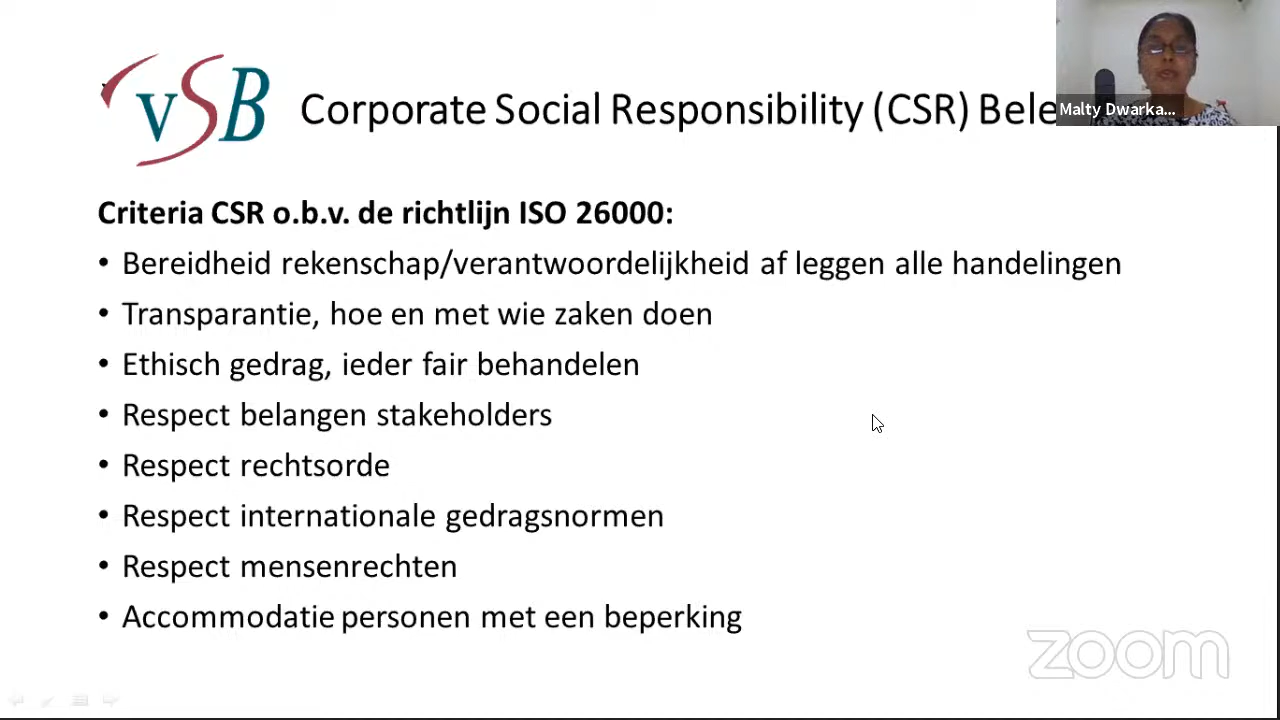 VSB
Corporate Social Responsibility (CSR)
Malty Dwarka...
Criteria CSR o.b.v. de richtlijn ISO 26000:
• Bereidheid rekenschap/verantwoordelijkheid af leggen alle handelingen
• Transparantie, hoe en met wie zaken doen
• Ethisch gedrag, ieder fair behandelen
• Respect belangen stakeholders
• Respect rechtsorde
• Respect internationale gedragsnormen
• Respect mensenrechten
• Accommodatie personen met een beperking
zoom